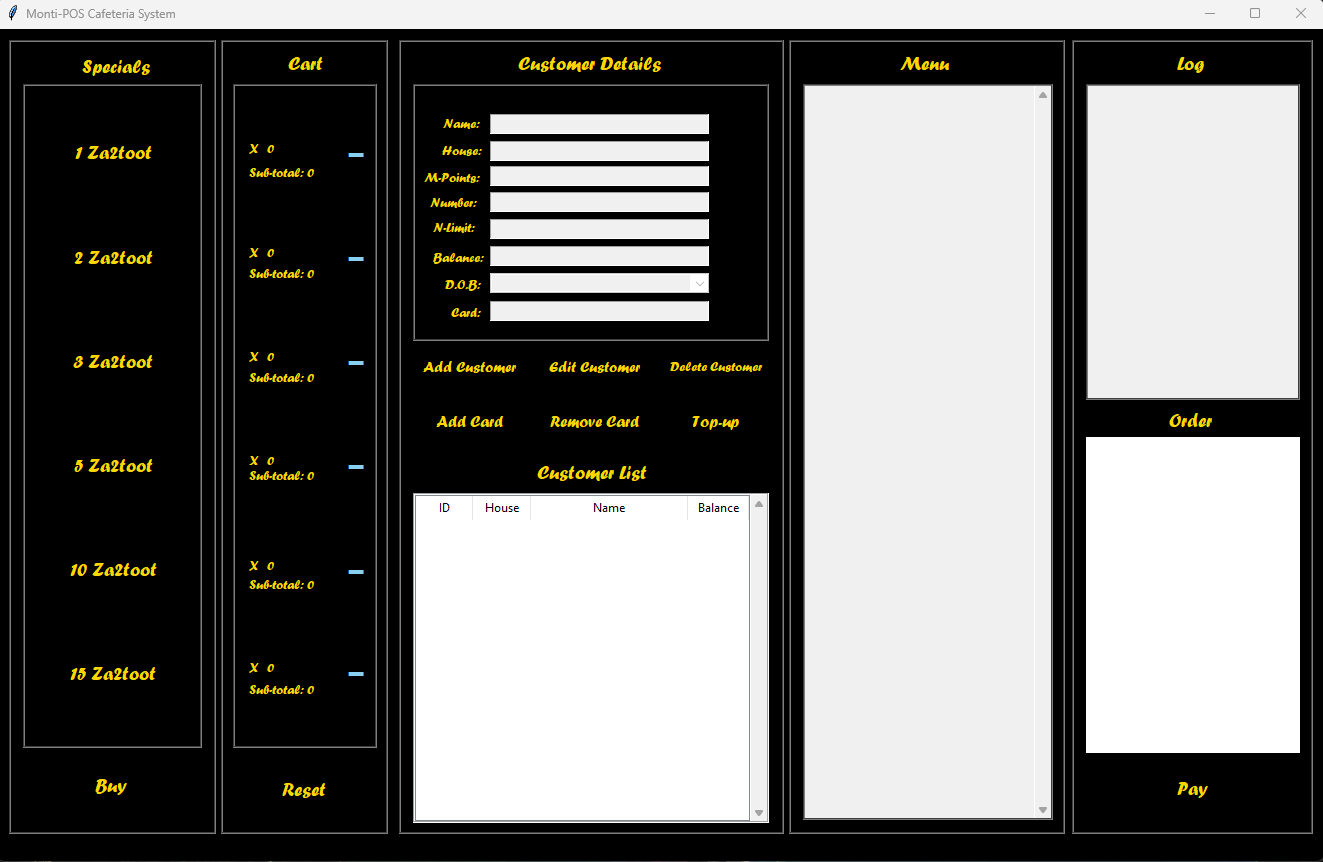 Monti-POS Cafeteria System
Specials
1 Za2toot
2 Za2toot
3 Za2toot
5 Za2toot
10 Za2toot
15 Za2toot
Buy
Cart
X 0
Sub-total: 0
X 0
Sub-total: 0
X 0
Sub-total: 0
X 0
Sub-total: 0
X 0
Sub-total: 0
X 0
Sub-total: 0
Reset
Customer Details
Name:
House:
M-Points:
Number:
N-Limit:
Balance:
D.O.B:
Card:
Add Customer Edit Customer Delete Customer
Add Card Remove Card Top-up
Customer List
ID House Name Balance
Menu
Log
Order
Pay